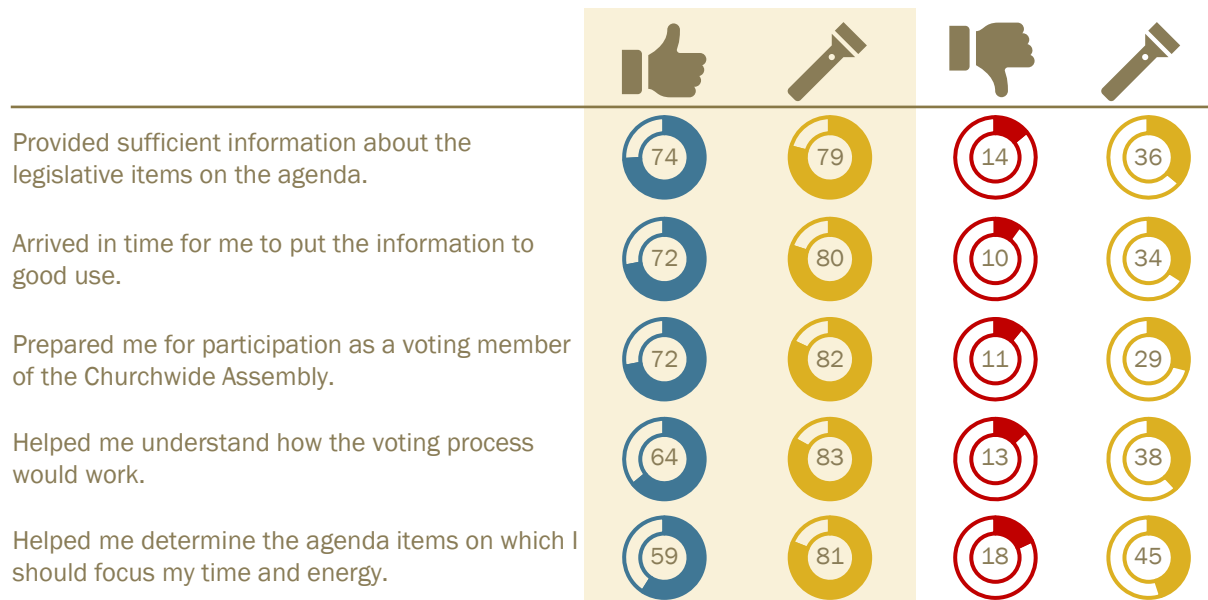 Provided sufficient information about the
legislative items on the agenda.
74 79 14 36
Arrived in time for me to put the information to
good use.
72 80 10 34
Prepared me for participation as a voting member
of the Churchwide Assembly.
72 82 11 29
Helped me understand how the voting process
would work.
64 83 13 38
Helped me determine the agenda items on which I
should focus my time and energy.
59 81 18 45